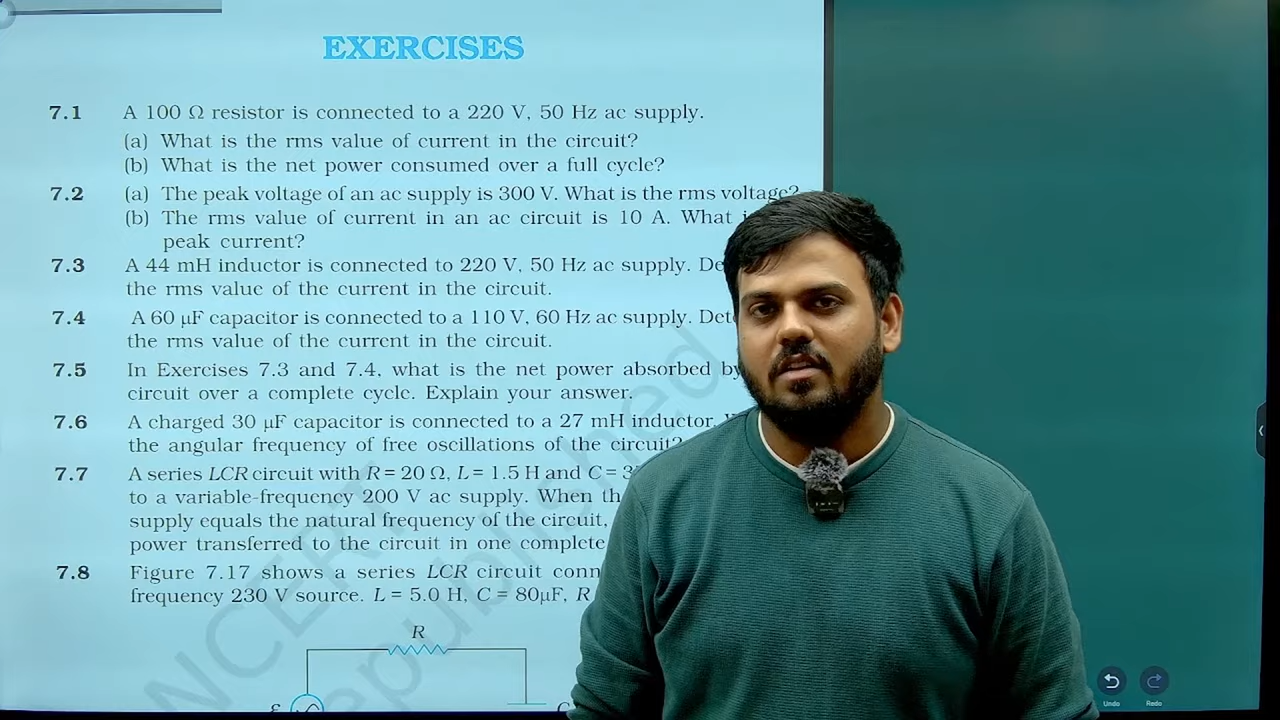 EXERCISES
7.1 A 100 Ω resistor is connected to a 220 V, 50 Hz ac supply.
(a) What is the rms value of current in the circuit?
(b) What is the net power consumed over a full cycle?
7.2 (a) The peak voltage of an ac supply is 300 V. What is the rms voltage?
(b) The rms value of current in an ac circuit is 10 A. What
peak current?
7.3 A 44 mH inductor is connected to 220 V, 50 Hz ac supply.
the rms value of the current in the circuit.
7.4 A 60 μF capacitor is connected to a 110 V, 60 Hz ac supply.
the rms value of the current in the circuit.
7.5 In Exercises 7.3 and 7.4, what is the net power absorbed by
circuit over a complete cycle. Explain your answer.
7.6 A charged 30 μF capacitor is connected to a 27 mH inductor.
the angular frequency of free oscillations of the circuit?
7.7 A series LCR circuit with R = 20 Ω, L = 1.5 H and C =
to a variable-frequency 200 V ac supply. When
supply equals the natural frequency of the circuit,
power transferred to the circuit in one complete
7.8 Figure 7.17 shows a series LCR circuit
frequency 230 V source. L = 5.0 H, C = 80μF, R
R
ε
NCERT
republished
Undo Redo